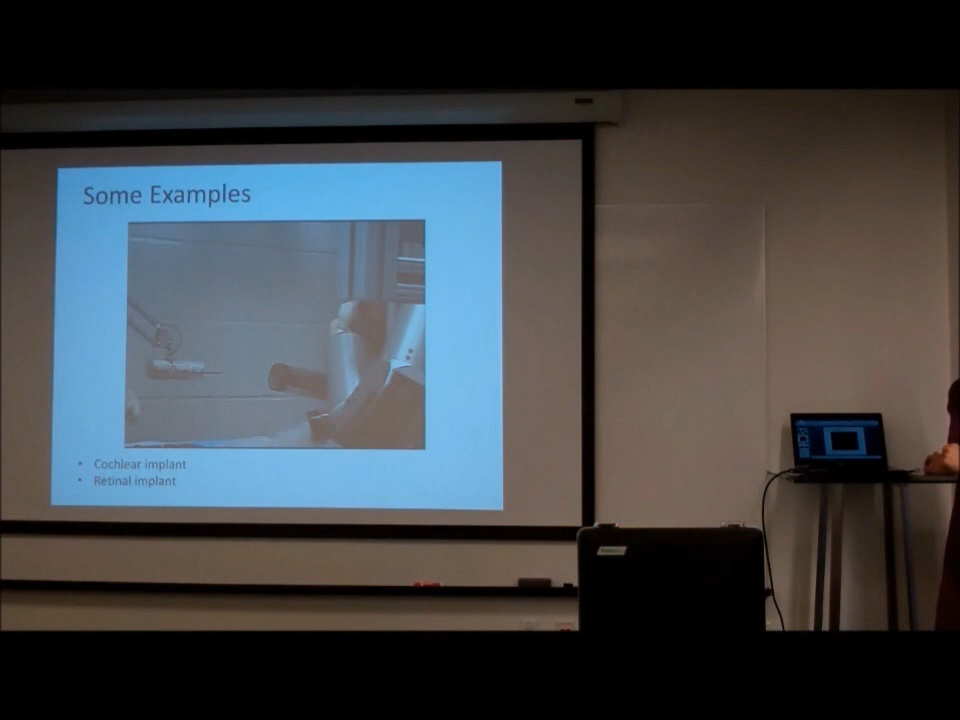 Some Examples
• Cochlear implant
• Retinal implant